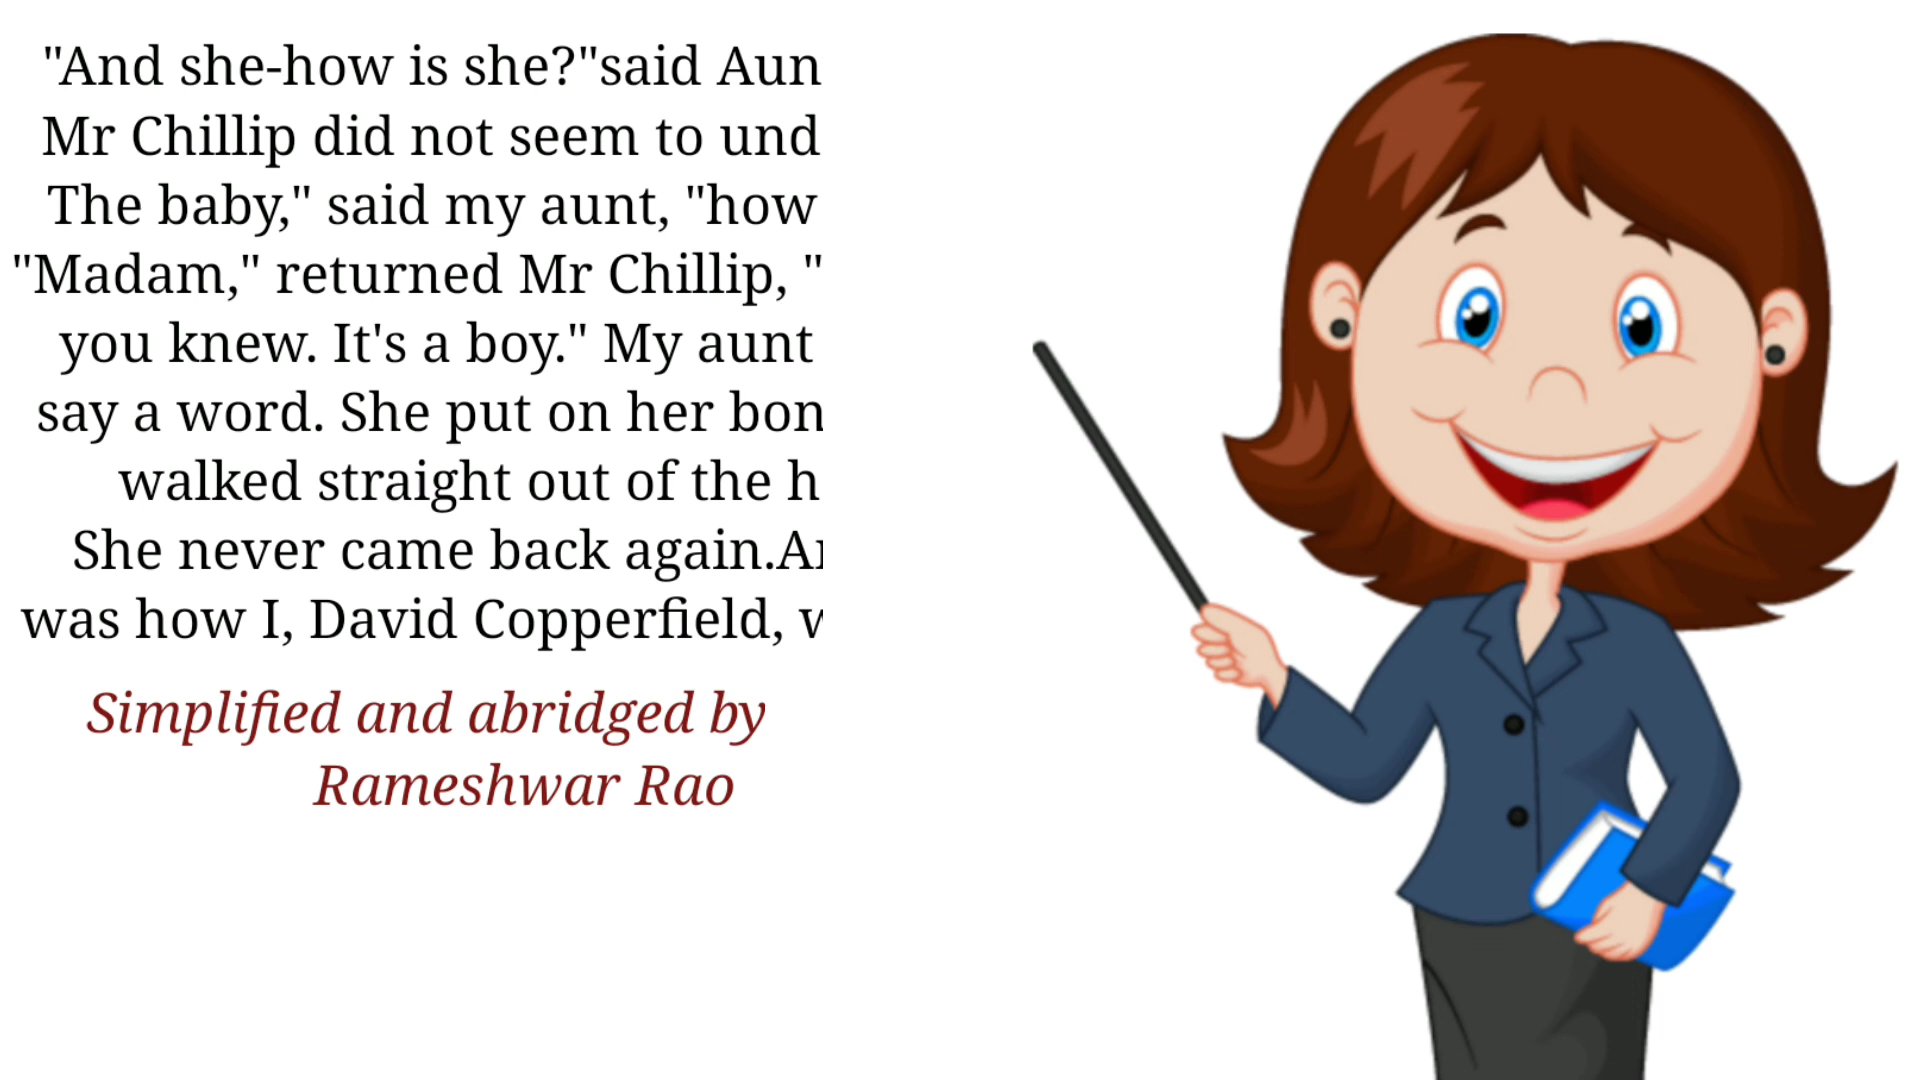 "And she-how is she?"said Aun
Mr Chillip did not seem to und
The baby," said my aunt, "how
"Madam," returned Mr Chillip, "
you knew. It's a boy." My aunt
say a word. She put on her bon
walked straight out of the h
She never came back again.
was how I, David Copperfield,
Simplified and abridged by
Rameshwar Rao